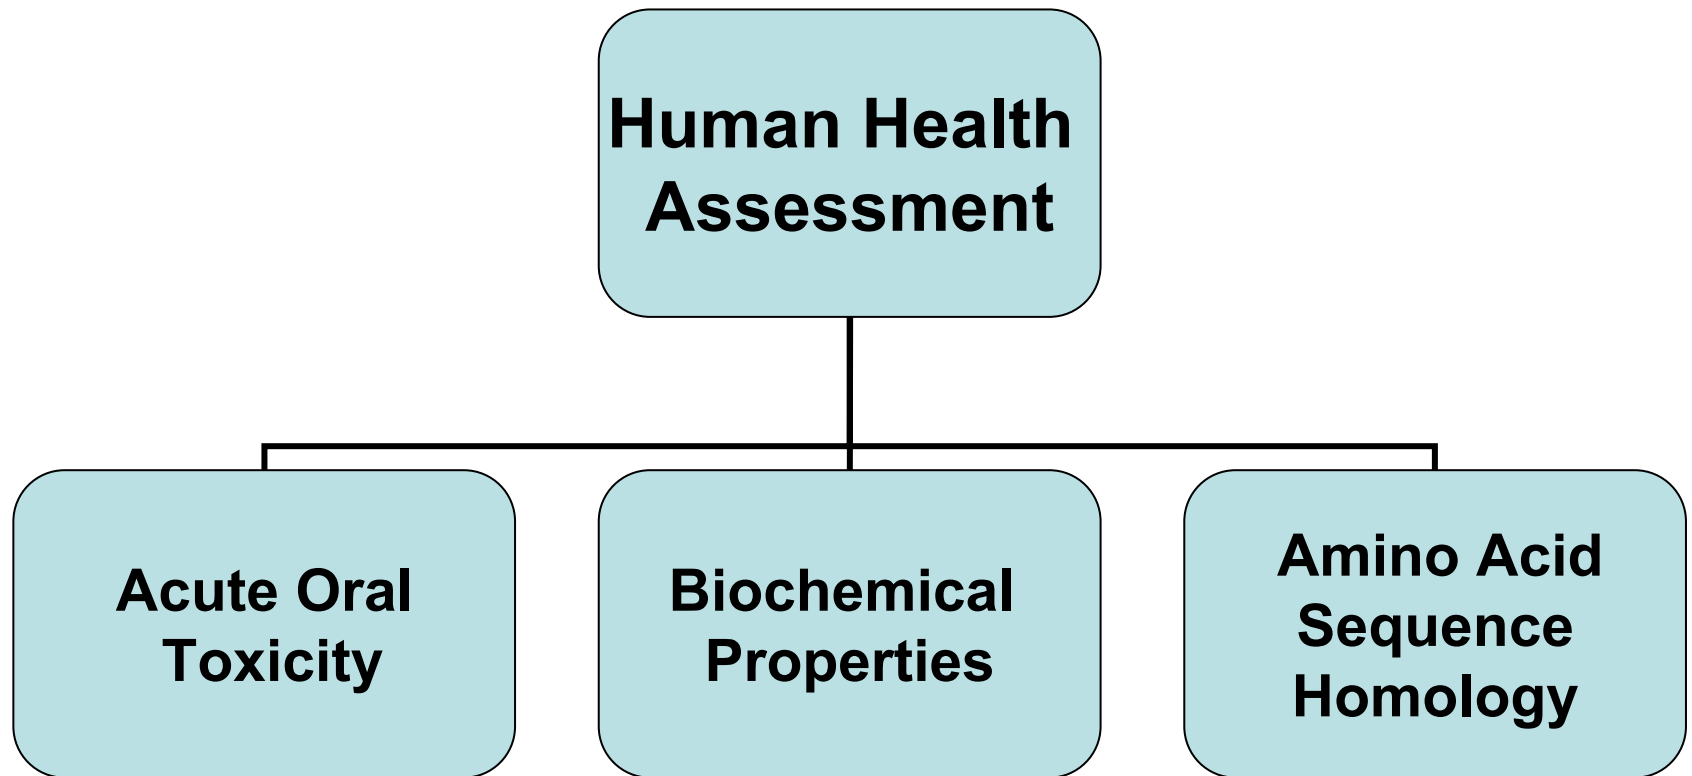 Human Health
Assessment
Acute Oral
Toxicity
Biochemical
Properties
Amino Acid
Sequence
Homology